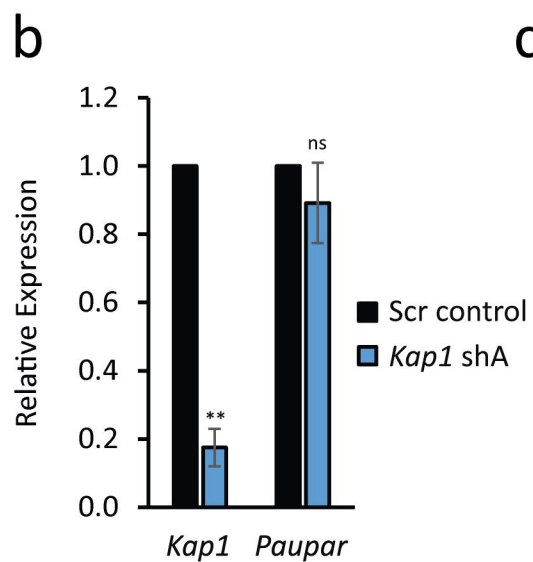 b
1.2
1.0
0.8
0.6
0.4
0.2
0.0
Relative Expression
ns
**
Kap1 Paupar
Scr control
Kap1 shA